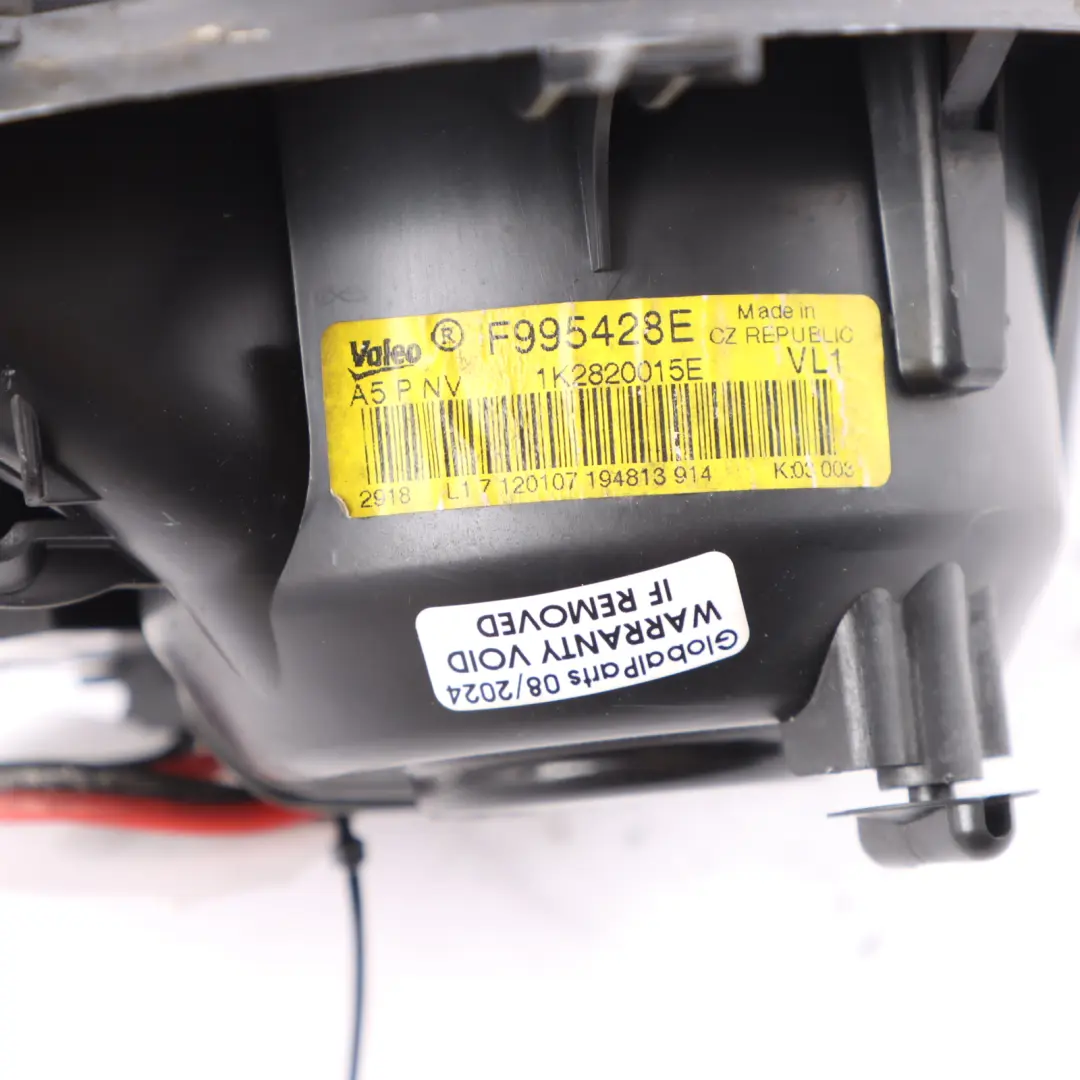 Valeo ® F995428E Made in
CZ REPUBLIC
A5 P NV 1K2820015E VL1
2918 L1 7 120107 194813 914 K:03 003
GlobalParts 08/2024
WARRANTY VOID
IF REMOVED